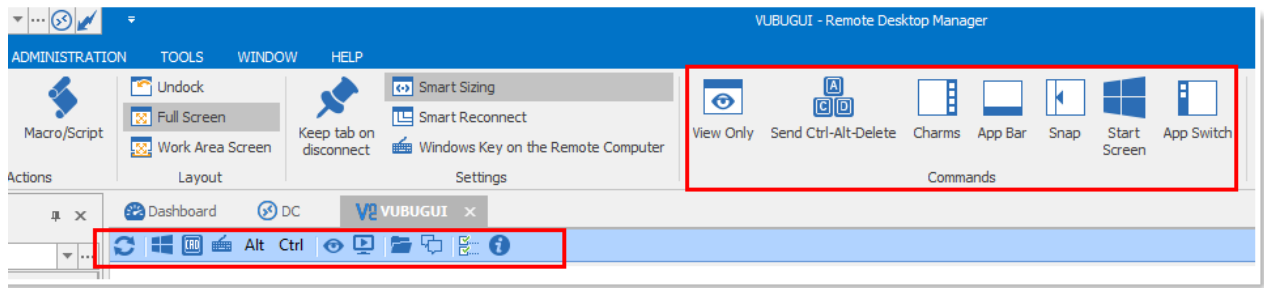 VUBUGUI - Remote Desktop Manager
ADMINISTRATION TOOLS WINDOW HELP
Macro/Script
Actions
Undock
Full Screen
Work Area Screen
Layout
Keep tab on
disconnect
Smart Sizing
Smart Reconnect
Windows Key on the Remote Computer
Settings
View Only
A
C D
Send Ctrl-Alt-Delete
Charms
App Bar
Snap
Start
Screen
App Switch
Commands
Dashboard DC V2 VUBUGUI
CAD Alt Ctrl